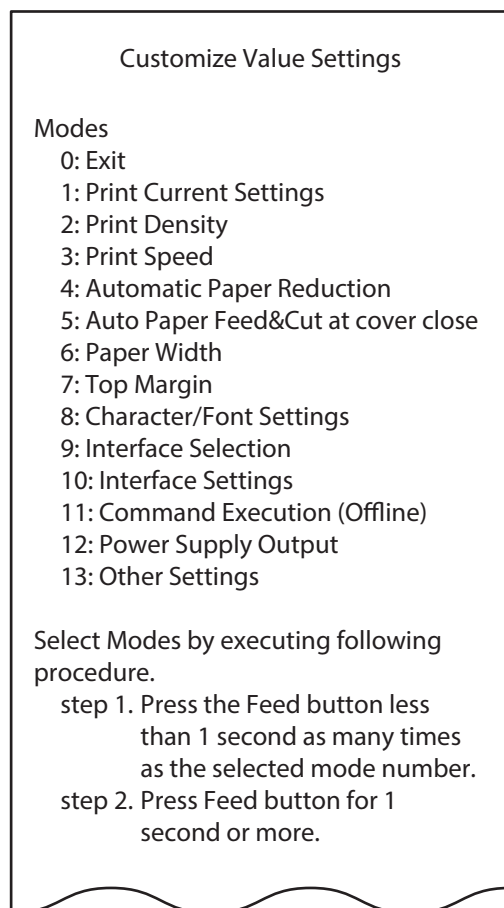 Customize Value Settings
Modes
0: Exit
1: Print Current Settings
2: Print Density
3: Print Speed
4: Automatic Paper Reduction
5: Auto Paper Feed&Cut at cover close
6: Paper Width
7: Top Margin
8: Character/Font Settings
9: Interface Selection
10: Interface Settings
11: Command Execution (Offline)
12: Power Supply Output
13: Other Settings
Select Modes by executing following
procedure.
step 1. Press the Feed button less
than 1 second as many times
as the selected mode number.
step 2. Press Feed button for 1
second or more.